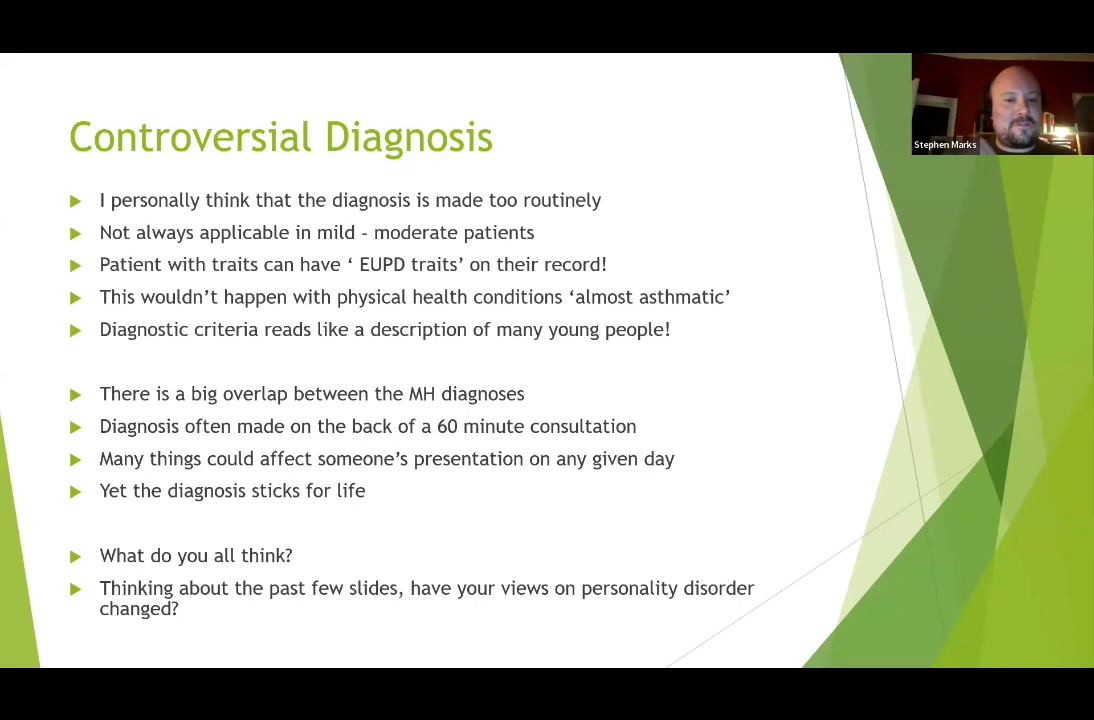 Controversial Diagnosis
Stephen Marks
I personally think that the diagnosis is made too routinely
Not always applicable in mild – moderate patients
Patient with traits can have ‘ EUPD traits’ on their record!
This wouldn’t happen with physical health conditions ‘almost asthmatic’
Diagnostic criteria reads like a description of many young people!
There is a big overlap between the MH diagnoses
Diagnosis often made on the back of a 60 minute consultation
Many things could affect someone’s presentation on any given day
Yet the diagnosis sticks for life
What do you all think?
Thinking about the past few slides, have your views on personality disorder
changed?